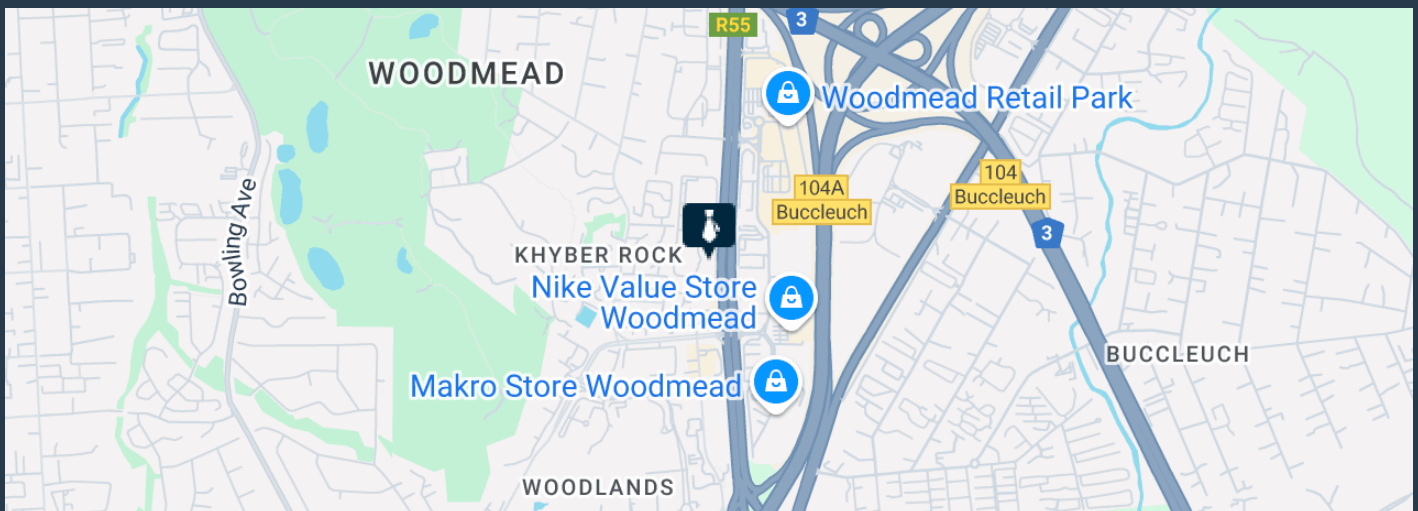 R55
3
WOODMEAD
Woodmead Retail Park
104
Buccleuch
104A
Buccleuch
Bowling Ave
3
KHYBER ROCK
Nike Value Store
Woodmead
BUCCLEUCH
Makro Store Woodmead
WOODLANDS